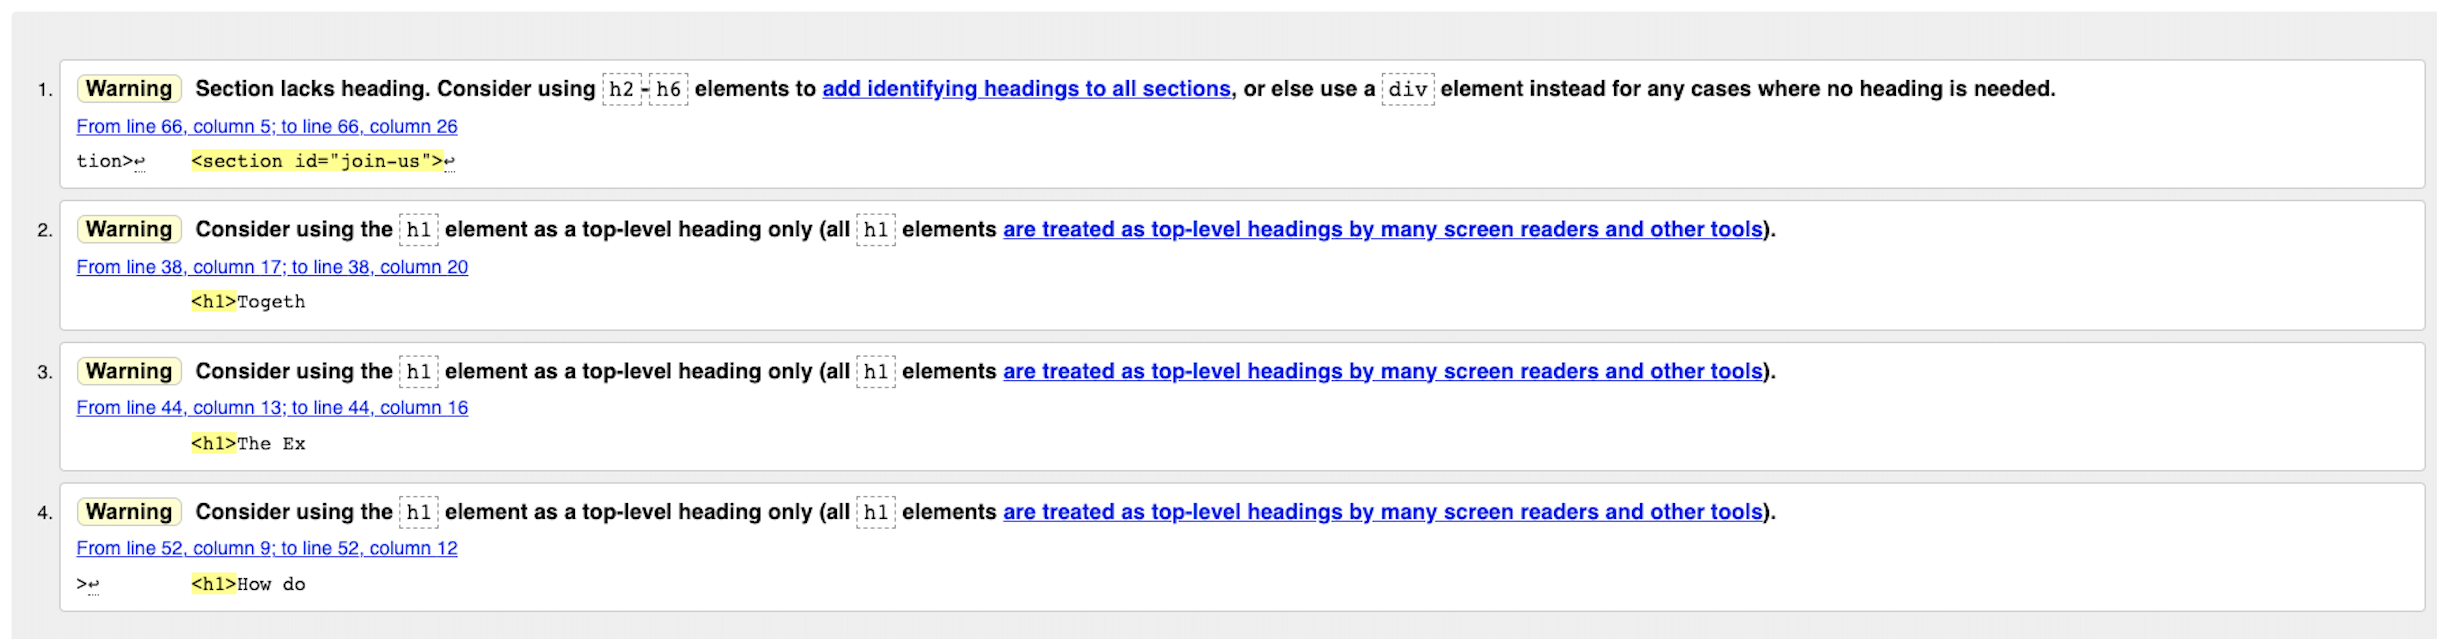 1. Warning Section lacks heading. Consider using h2-h6 elements to add identifying headings to all sections, or else use a div element instead for any cases where no heading is needed.
From line 66, column 5; to line 66, column 26
tion>↩ <section id="join-us">↩
2. Warning Consider using the h1 element as a top-level heading only (all h1 elements are treated as top-level headings by many screen readers and other tools).
From line 38, column 17; to line 38, column 20
<h1>Togeth
3. Warning Consider using the h1 element as a top-level heading only (all h1 elements are treated as top-level headings by many screen readers and other tools).
From line 44, column 13; to line 44, column 16
<h1>The Ex
4. Warning Consider using the h1 element as a top-level heading only (all h1 elements are treated as top-level headings by many screen readers and other tools).
From line 52, column 9; to line 52, column 12
>↩ <h1>How do